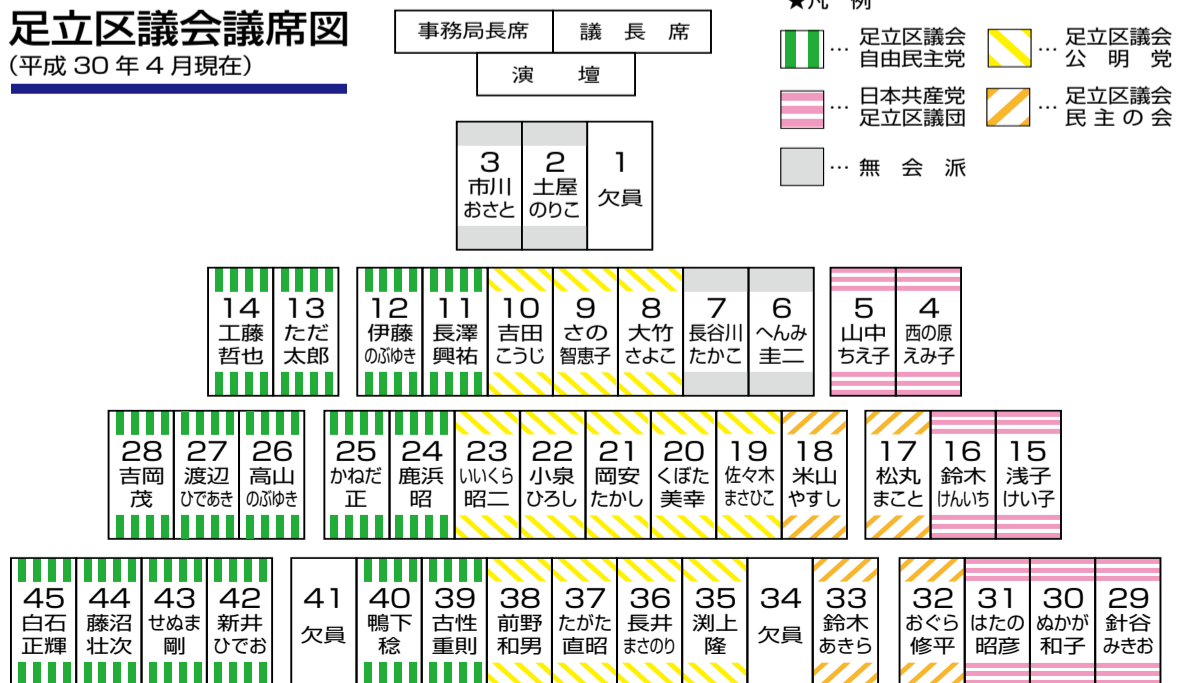 足立区議会議席図
(平成30年4月現在)
事務局長席
議長席
演壇
★凡例
… 足立区議会
自由民主党
… 足立区議会
公明党
… 日本共産党
足立区議団
… 足立区議会
民主の会
… 無会派
3
市川
おさと
2
土屋
のりこ
1
欠員
14
工藤
哲也
13
ただ
太郎
12
伊藤
のぶゆき
11
長澤
興祐
10
吉田
こうじ
9
さの
智恵子
8
大竹
さよこ
7
長谷川
たかこ
6
へんみ
圭二
5
山中
ちえ子
4
西の原
えみ子
28
吉岡
茂
27
渡辺
ひであき
26
高山
のぶゆき
25
かねだ
正
24
鹿浜
昭
23
いいくら
昭二
22
小泉
ひろし
21
岡安
たかし
20
くぼた
美幸
19
佐々木
まさひこ
18
米山
やすし
17
松丸
まこと
16
鈴木
けんいち
15
浅子
けい子
45
白石
正輝
44
藤沼
壮次
43
せぬま
剛
42
新井
ひでお
41
欠員
40
鴨下
稔
39
古性
重則
38
前野
和男
37
たがた
直昭
36
長井
まさのり
35
渕上
隆
34
欠員
33
鈴木
あきら
32
おぐら
修平
31
はたの
昭彦
30
ぬかが
和子
29
針谷
みきお